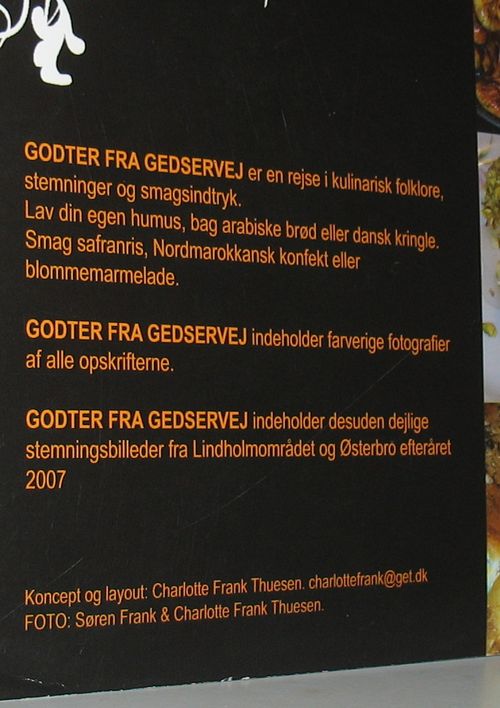 GODTER FRA GEDSERVEJ er en rejse i kulinarisk folklore,
stemninger og smagsindtryk.
Lav din egen humus, bag arabiske brød eller dansk kringle.
Smag safranris, Nordmarokkansk konfekt eller
blommemarmelade.
GODTER FRA GEDSERVEJ indeholder farverige fotografier
af alle opskrifterne.
GODTER FRA GEDSERVEJ indeholder desuden dejlige
stemningsbilleder fra Lindholmområdet og Østerbro efteråret
2007
Koncept og layout: Charlotte Frank Thuesen. charlottefrank@get.dk
FOTO: Søren Frank & Charlotte Frank Thuesen.